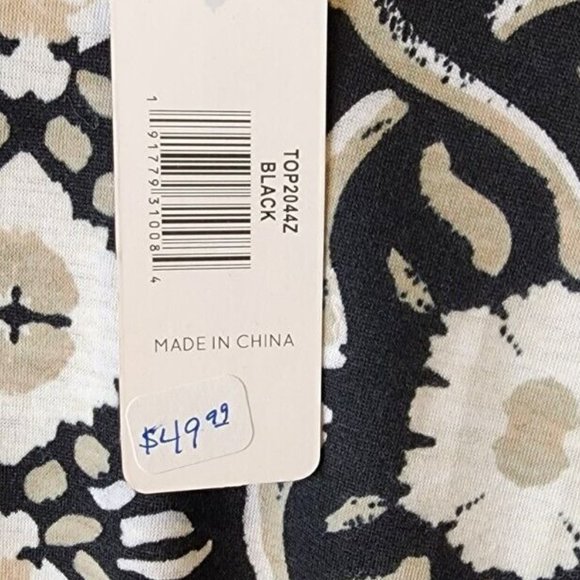 TOP2044Z
BLACK
1 91779 31008 4
MADE IN CHINA
$49.99